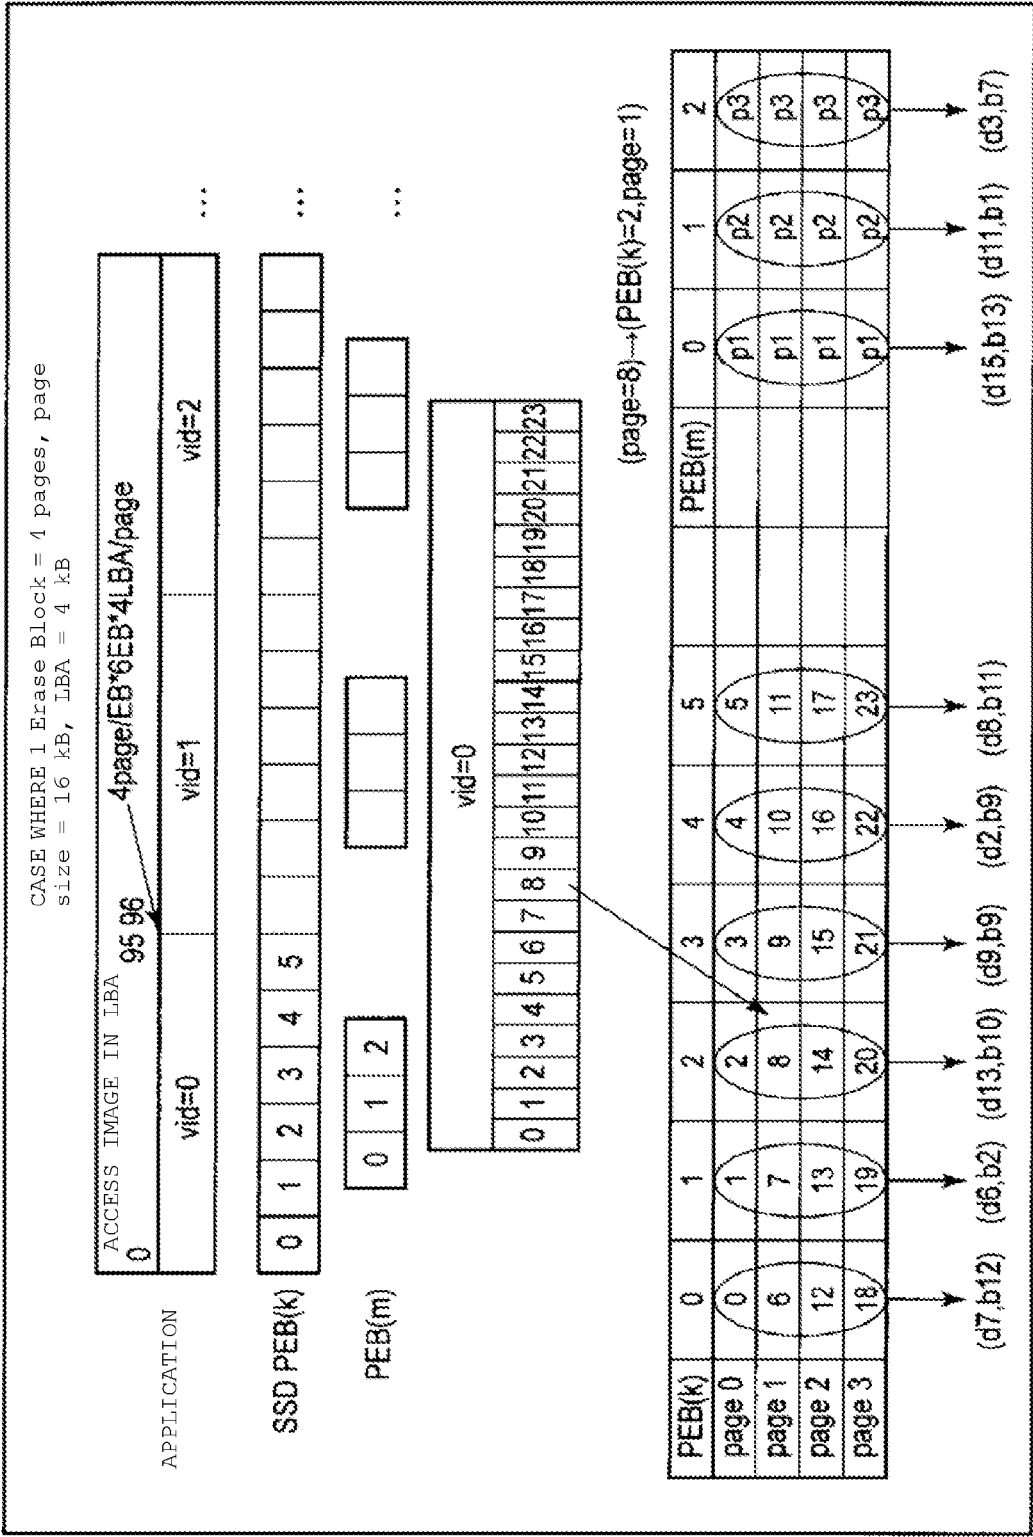 CASE WHERE 1 Erase Block = 4 pages, page
size = 16 kB, LBA = 4 kB
ACCESS IMAGE IN LBA
0 95 96 4page/EB*6EB*4LBA/page
APPLICATION vid=0 vid=1 vid=2 ...
SSD PEB(k) 0 1 2 3 4 5 ...
PEB(m) 0 1 2 ...
vid=0
0 1 2 3 4 5 6 7 8 9 10 11 12 13 14 15 16 17 18 19 20 21 22 23
(page=8)→(PEB(k)=2,page=1)
PEB(k) 0 1 2 3 4 5 PEB(m) 0 1 2
page 0 0 1 2 3 4 5 p1 p2 p3
page 1 6 7 8 9 10 11 p1 p2 p3
page 2 12 13 14 15 16 17 p1 p2 p3
page 3 18 19 20 21 22 23 p1 p2 p3
(d7,b12) (d6,b2) (d13,b10) (d9,b9) (d2,b9) (d8,b11) (d15,b13) (d11,b1) (d3,b7)